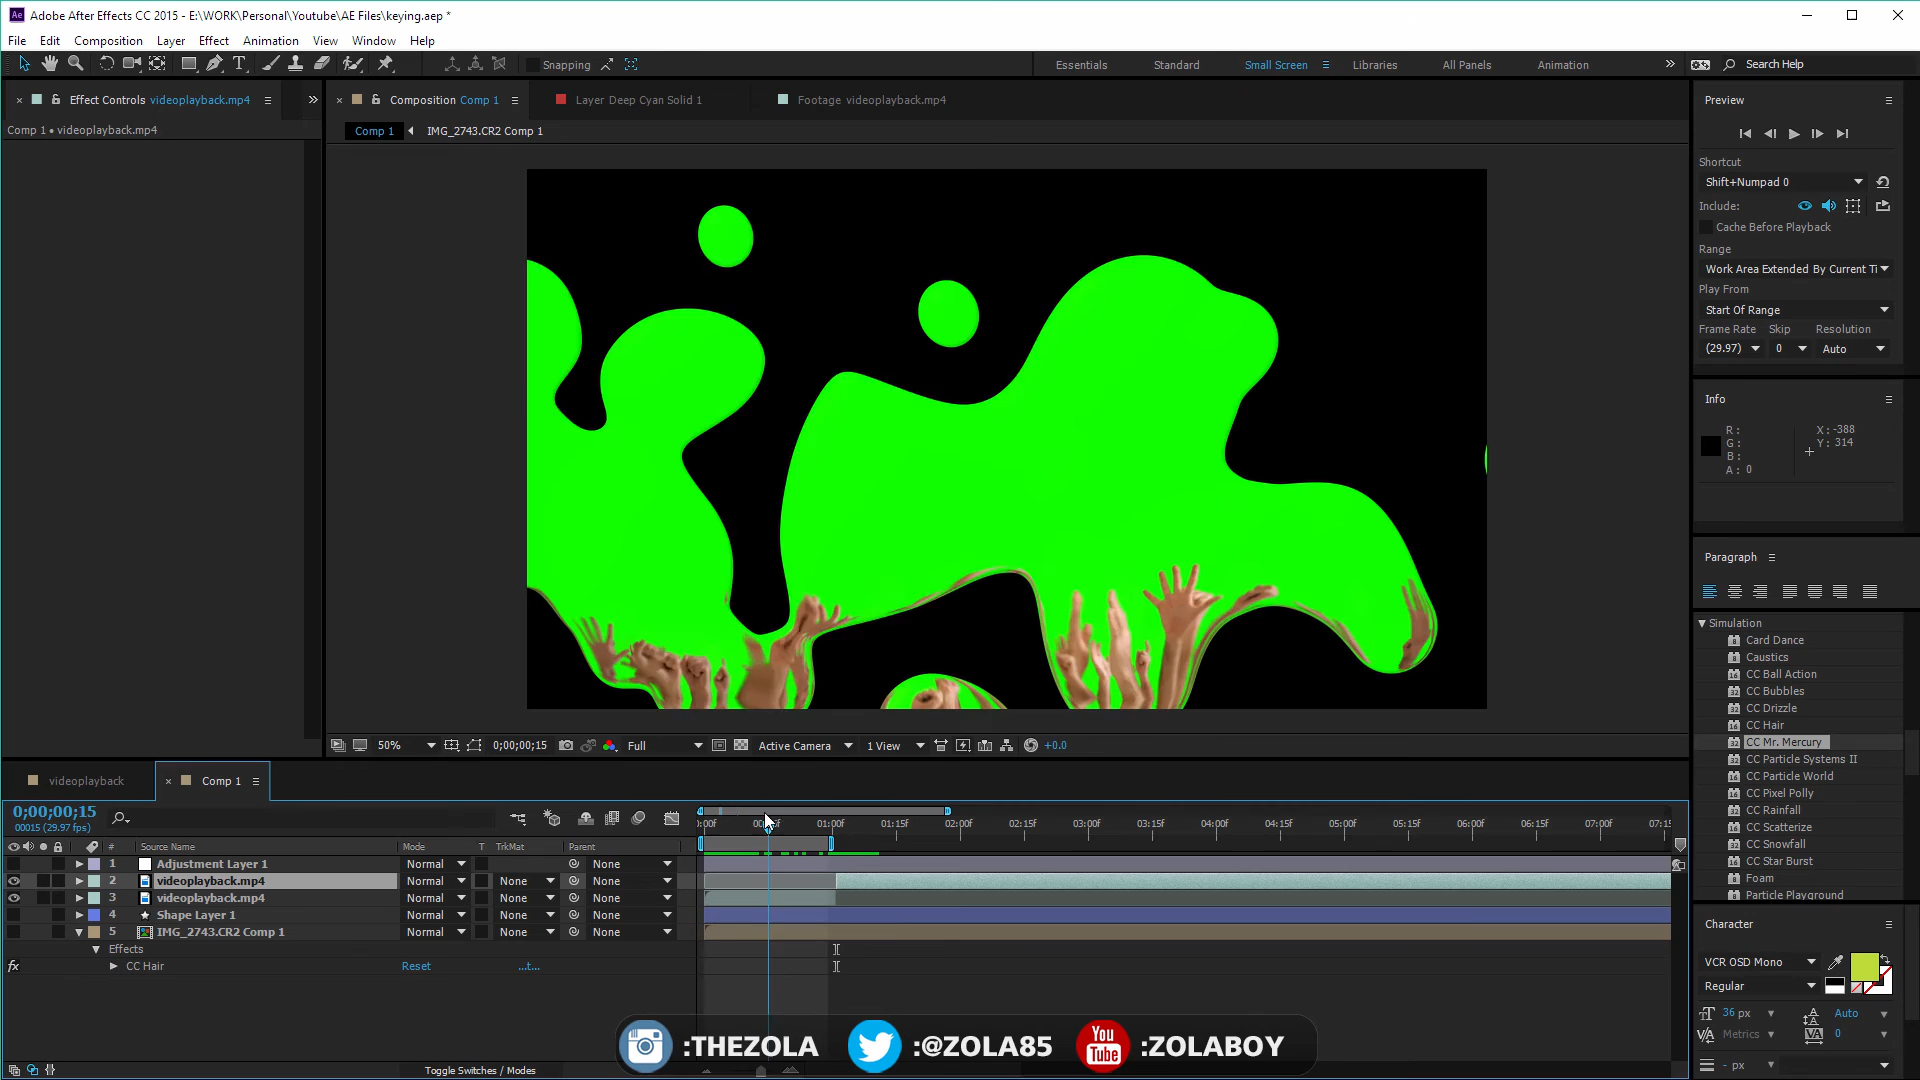 Adobe After Effects CC 2015 - E:\WORK\Personal\Youtube\AE Files\keying.aep *
File Edit Composition Layer Effect Animation View Window Help
Snapping
Essentials Standard Small Screen Libraries All Panels Animation Search Help
Effect Controls videoplayback.mp4
Composition Comp 1
Layer Deep Cyan Solid 1
Footage videoplayback.mp4
Comp 1 • videoplayback.mp4
Comp 1 IMG_2743.CR2 Comp 1
Preview
Shortcut
Shift+Numpad 0
Include:
Cache Before Playback
Range
Work Area Extended By Current Ti
Play From
Start Of Range
Frame Rate Skip Resolution
(29.97) 0 Auto
Info
R :
G :
B :
A : 0
X : -388
Y : 314
Paragraph
Simulation
Card Dance
Caustics
CC Ball Action
CC Bubbles
CC Drizzle
CC Hair
CC Mr. Mercury
CC Particle Systems II
CC Particle World
CC Pixel Polly
CC Rainfall
CC Scatterize
CC Snowfall
CC Star Burst
Foam
Particle Playground
Character
VCR OSD Mono
Regular
36 px Auto
Metrics 0
- px
50% 0;00;00;15 Full Active Camera 1 View +0.0
videoplayback Comp 1
0;00;00;15
00015 (29.97 fps)
01:00f 01:15f 02:00f 02:15f 03:00f 03:15f 04:00f 04:15f 05:00f 05:15f 06:00f 06:15f 07:00f
# Source Name Mode T TrkMat Parent
1 Adjustment Layer 1 Normal None
2 videoplayback.mp4 Normal None None
3 videoplayback.mp4 Normal None None
4 Shape Layer 1 Normal None None
5 IMG_2743.CR2 Comp 1 Normal None None
Effects
fx CC Hair Reset ...t...
Toggle Switches / Modes
:THEZOLA :@ZOLA85 You Tube :ZOLABOY